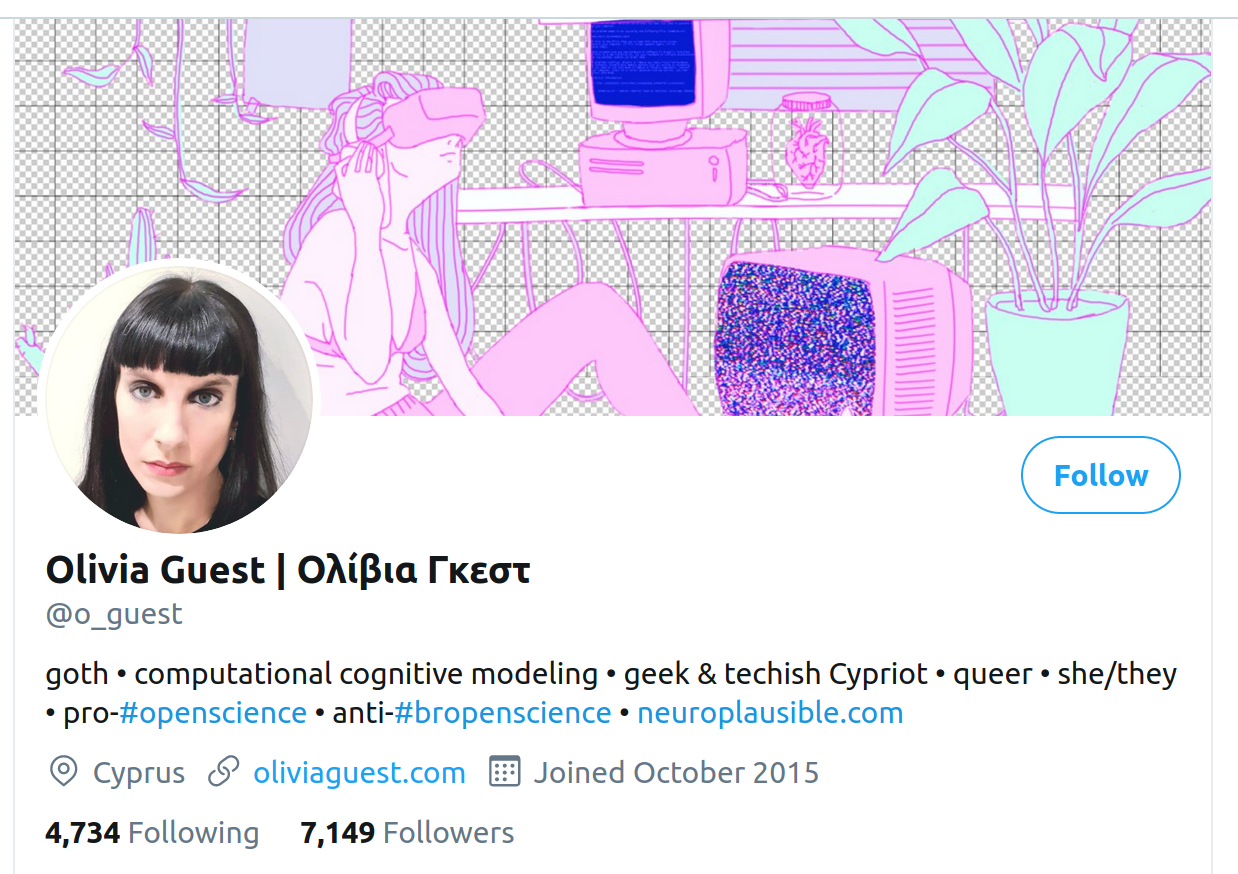 Follow
Olivia Guest | Ολίβια Γκεστ
@o_guest
goth • computational cognitive modeling • geek & techish Cypriot • queer • she/they
• pro-#openscience • anti-#bropenscience • neuroplausible.com
Cyprus oliviaguest.com Joined October 2015
4,734 Following 7,149 Followers